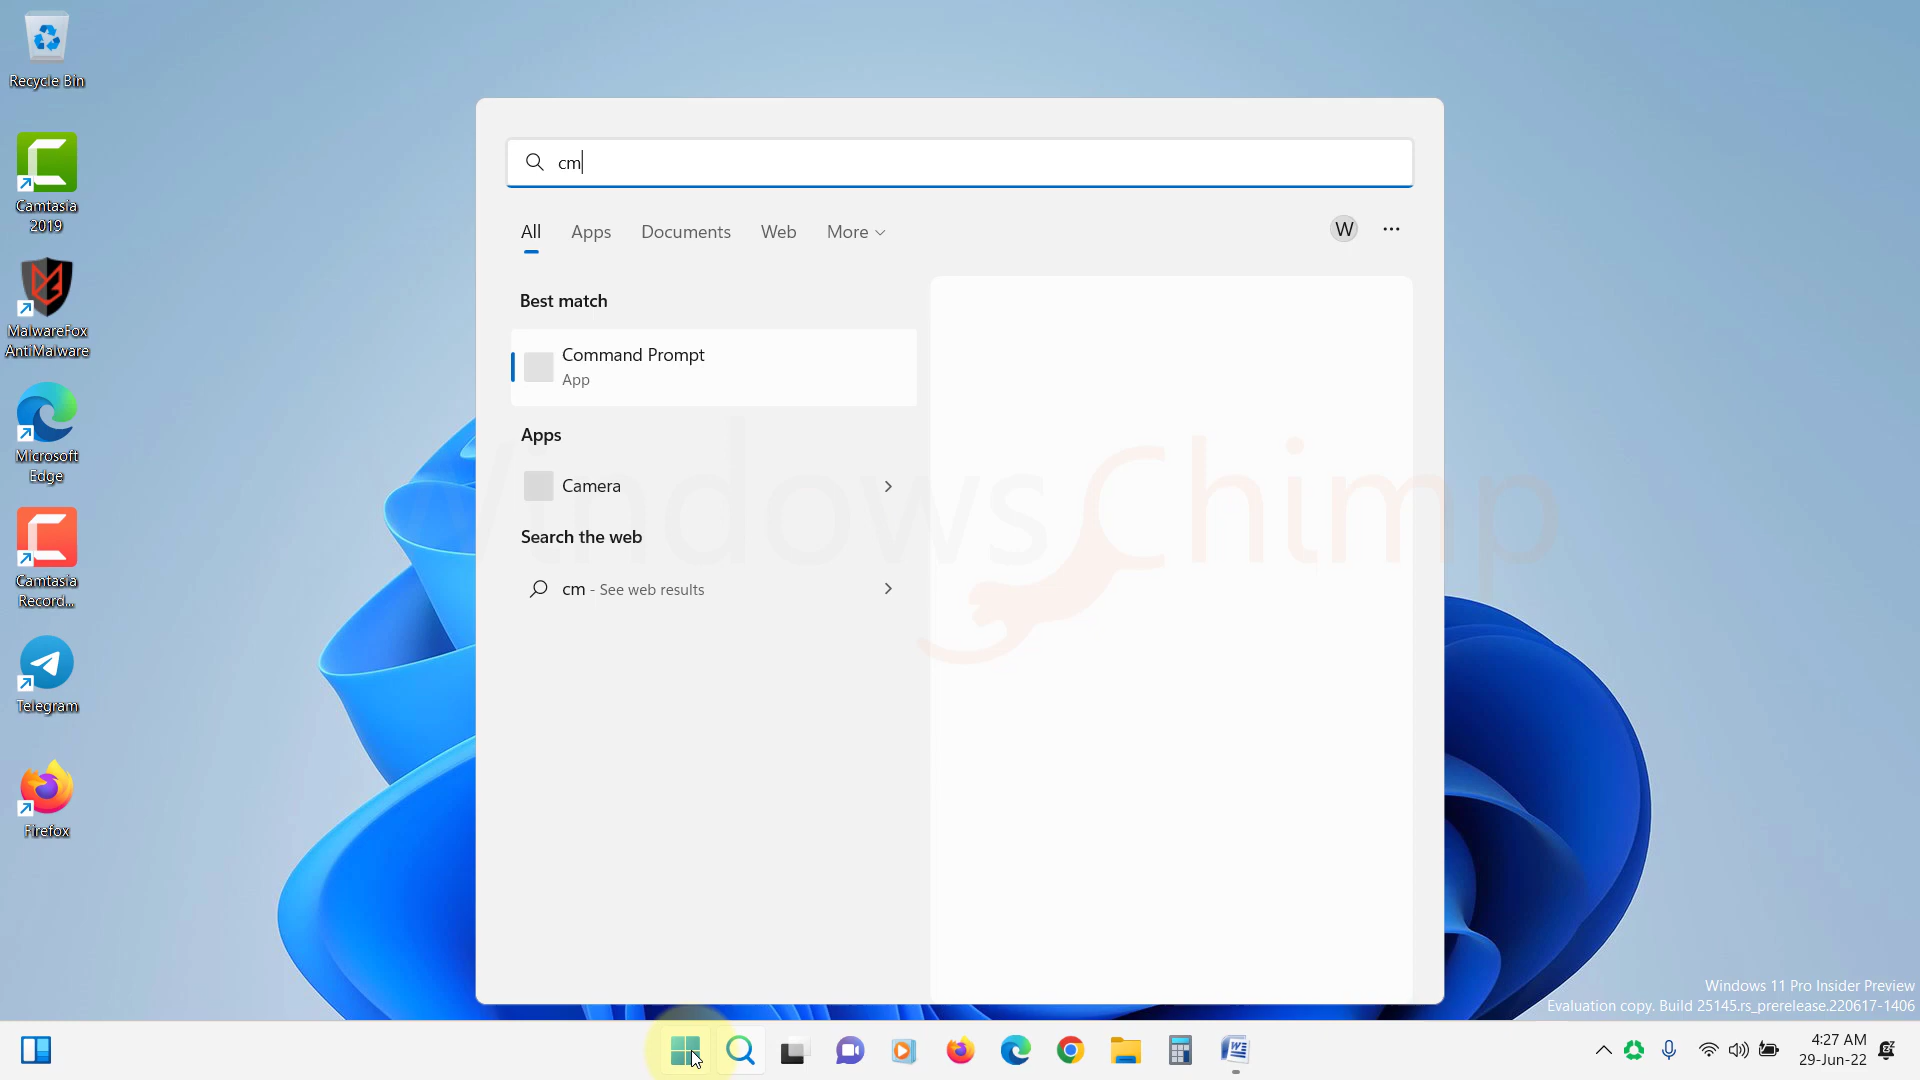 Recycle Bin
Camtasia
2019
MalwareFox
AntiMalware
Microsoft
Edge
Camtasia
Record...
Telegram
Firefox
cm
All
Apps
Documents
Web
More
W
Best match
Command Prompt
App
Apps
Camera
Search the web
cm - See web results
WindowsChimp
Windows 11 Pro Insider Preview
Evaluation copy. Build 25145.rs_prerelease.220617-1406
4:27 AM
29-Jun-22